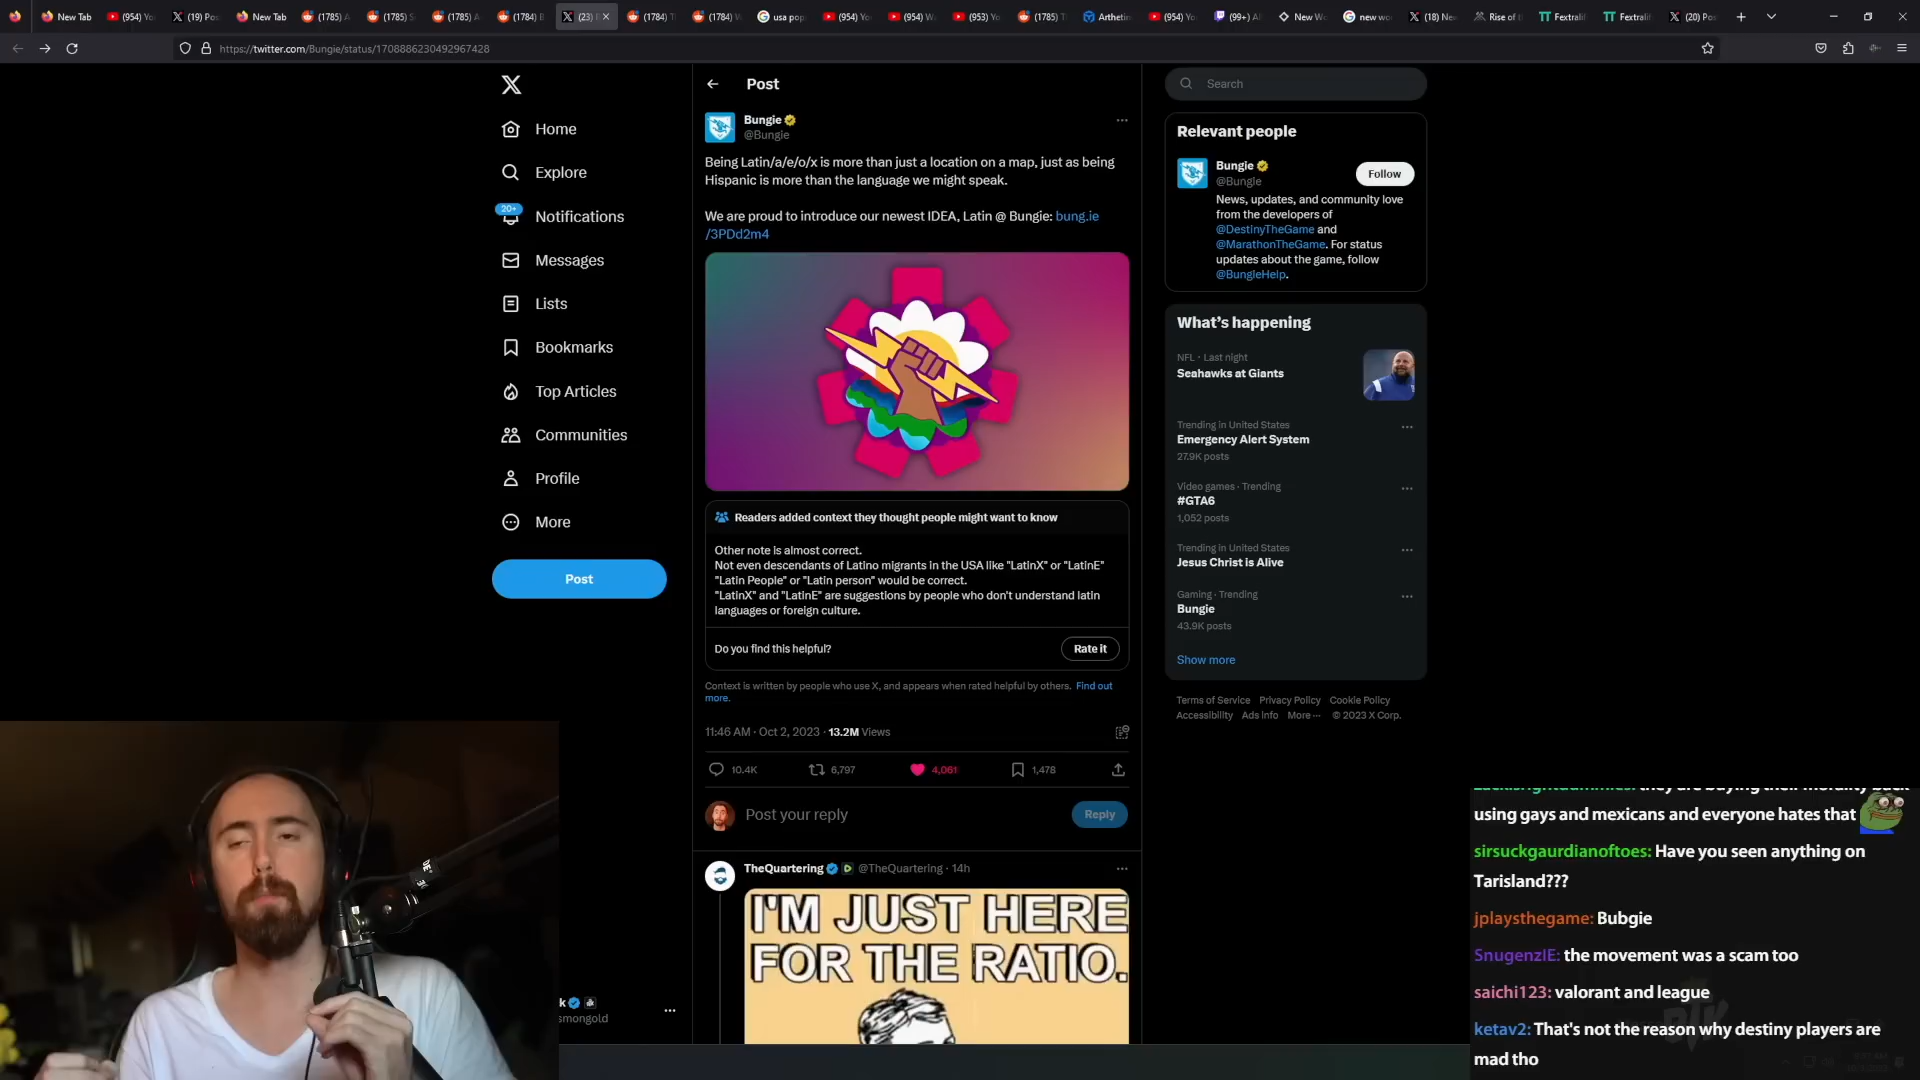 New Tab
(954) Yo
(19) Po
New Tab
(1785) A
(1785) S
(1785) A
(1784) B
(23)
(1784) T
(1784) W
usa pop
(954) Yo
(954) W
(953) Yo
(1785) T
Arthetin
(954) Yo
(99+) A
New Wo
new wo
(18) Ne
Rise of
Fextralif
Fextralif
(20) Po
https://twitter.com/Bungie/status/1708886230492967428
Home
Explore
20+
Notifications
Messages
Lists
Bookmarks
Top Articles
Communities
Profile
More
Post
Post
Bungie
@Bungie
Being Latin/a/e/o/x is more than just a location on a map, just as being
Hispanic is more than the language we might speak.
We are proud to introduce our newest IDEA, Latin @ Bungie: bung.ie
/3PDd2m4
Readers added context they thought people might want to know
Other note is almost correct.
Not even descendants of Latino migrants in the USA like "LatinX" or "LatinE"
"Latin People" or "Latin person" would be correct.
"LatinX" and "LatinE" are suggestions by people who don't understand latin
languages or foreign culture.
Do you find this helpful?
Rate it
Context is written by people who use X, and appears when rated helpful by others. Find out
more.
11:46 AM · Oct 2, 2023 · 13.2M Views
10.4K
6,797
4,061
1,478
Post your reply
Reply
TheQuartering @TheQuartering · 14h
I'M JUST HERE
FOR THE RATIO.
Search
Relevant people
Bungie
@Bungie
Follow
News, updates, and community love
from the developers of
@DestinyTheGame and
@MarathonTheGame. For status
updates about the game, follow
@BungieHelp.
What's happening
NFL · Last night
Seahawks at Giants
Trending in United States
Emergency Alert System
27.9K posts
Video games · Trending
#GTA6
1,052 posts
Trending in United States
Jesus Christ is Alive
Gaming · Trending
Bungie
43.9K posts
Show more
Terms of Service Privacy Policy Cookie Policy
Accessibility Ads info More ··· © 2023 X Corp.
k
smongold
they are buying their morality back
using gays and mexicans and everyone hates that
sirsuckgaurdianoftoes: Have you seen anything on
Tarisland???
jplaysthegame: Bubgie
SnugenzIE: the movement was a scam too
saichi123: valorant and league
ketav2: That's not the reason why destiny players are
mad tho